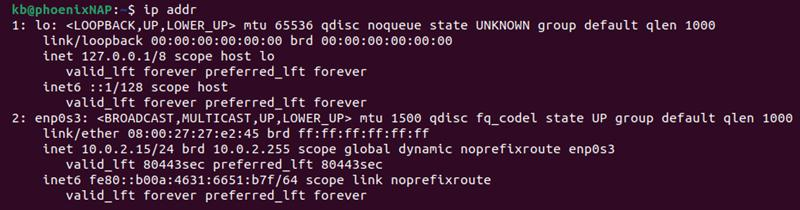 kb@phoenixNAP:~$ ip addr
1: lo: <LOOPBACK,UP,LOWER_UP> mtu 65536 qdisc noqueue state UNKNOWN group default qlen 1000
    link/loopback 00:00:00:00:00:00 brd 00:00:00:00:00:00
    inet 127.0.0.1/8 scope host lo
       valid_lft forever preferred_lft forever
    inet6 ::1/128 scope host
       valid_lft forever preferred_lft forever
2: enp0s3: <BROADCAST,MULTICAST,UP,LOWER_UP> mtu 1500 qdisc fq_codel state UP group default qlen 1000
    link/ether 08:00:27:27:e2:45 brd ff:ff:ff:ff:ff:ff
    inet 10.0.2.15/24 brd 10.0.2.255 scope global dynamic noprefixroute enp0s3
       valid_lft 80443sec preferred_lft 80443sec
    inet6 fe80::b00a:4631:6651:b7f/64 scope link noprefixroute
       valid_lft forever preferred_lft forever